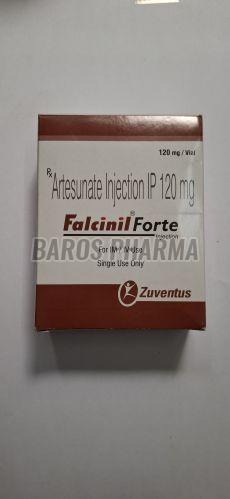 120 mg / Vial
Rx Artesunate Injection IP 120 mg
Falcinil® Forte
Injection
For IM / IV Use
BAROS PHARMA
Single Use Only
Zuventus